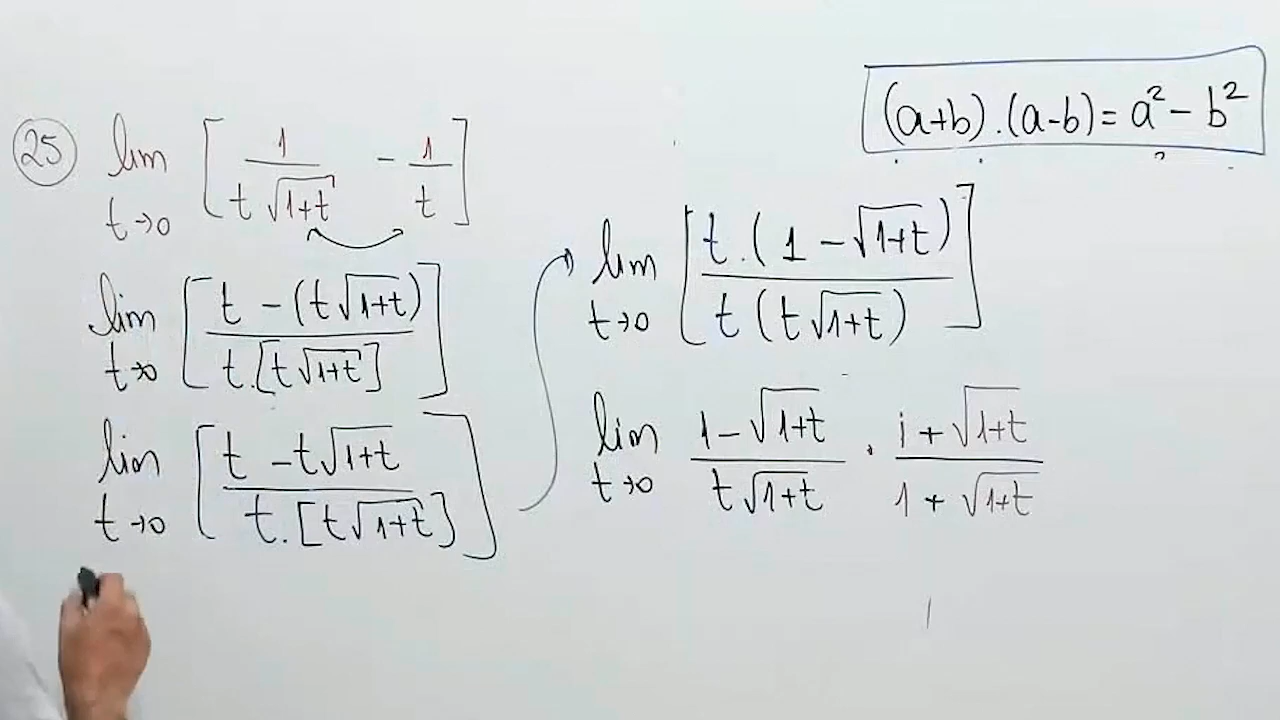 25 lim t→0 [ 1 / t√1+t - 1 / t ]
lim t→0 [ t - (t√1+t) / t.[t√1+t] ]
lim t→0 [ t - t√1+t / t.[t√1+t] ]
(a+b).(a-b) = a² - b²
lim t→0 [ t.(1 - √1+t) / t(t√1+t) ]
lim t→0 1 - √1+t / t√1+t . 1 + √1+t / 1 + √1+t